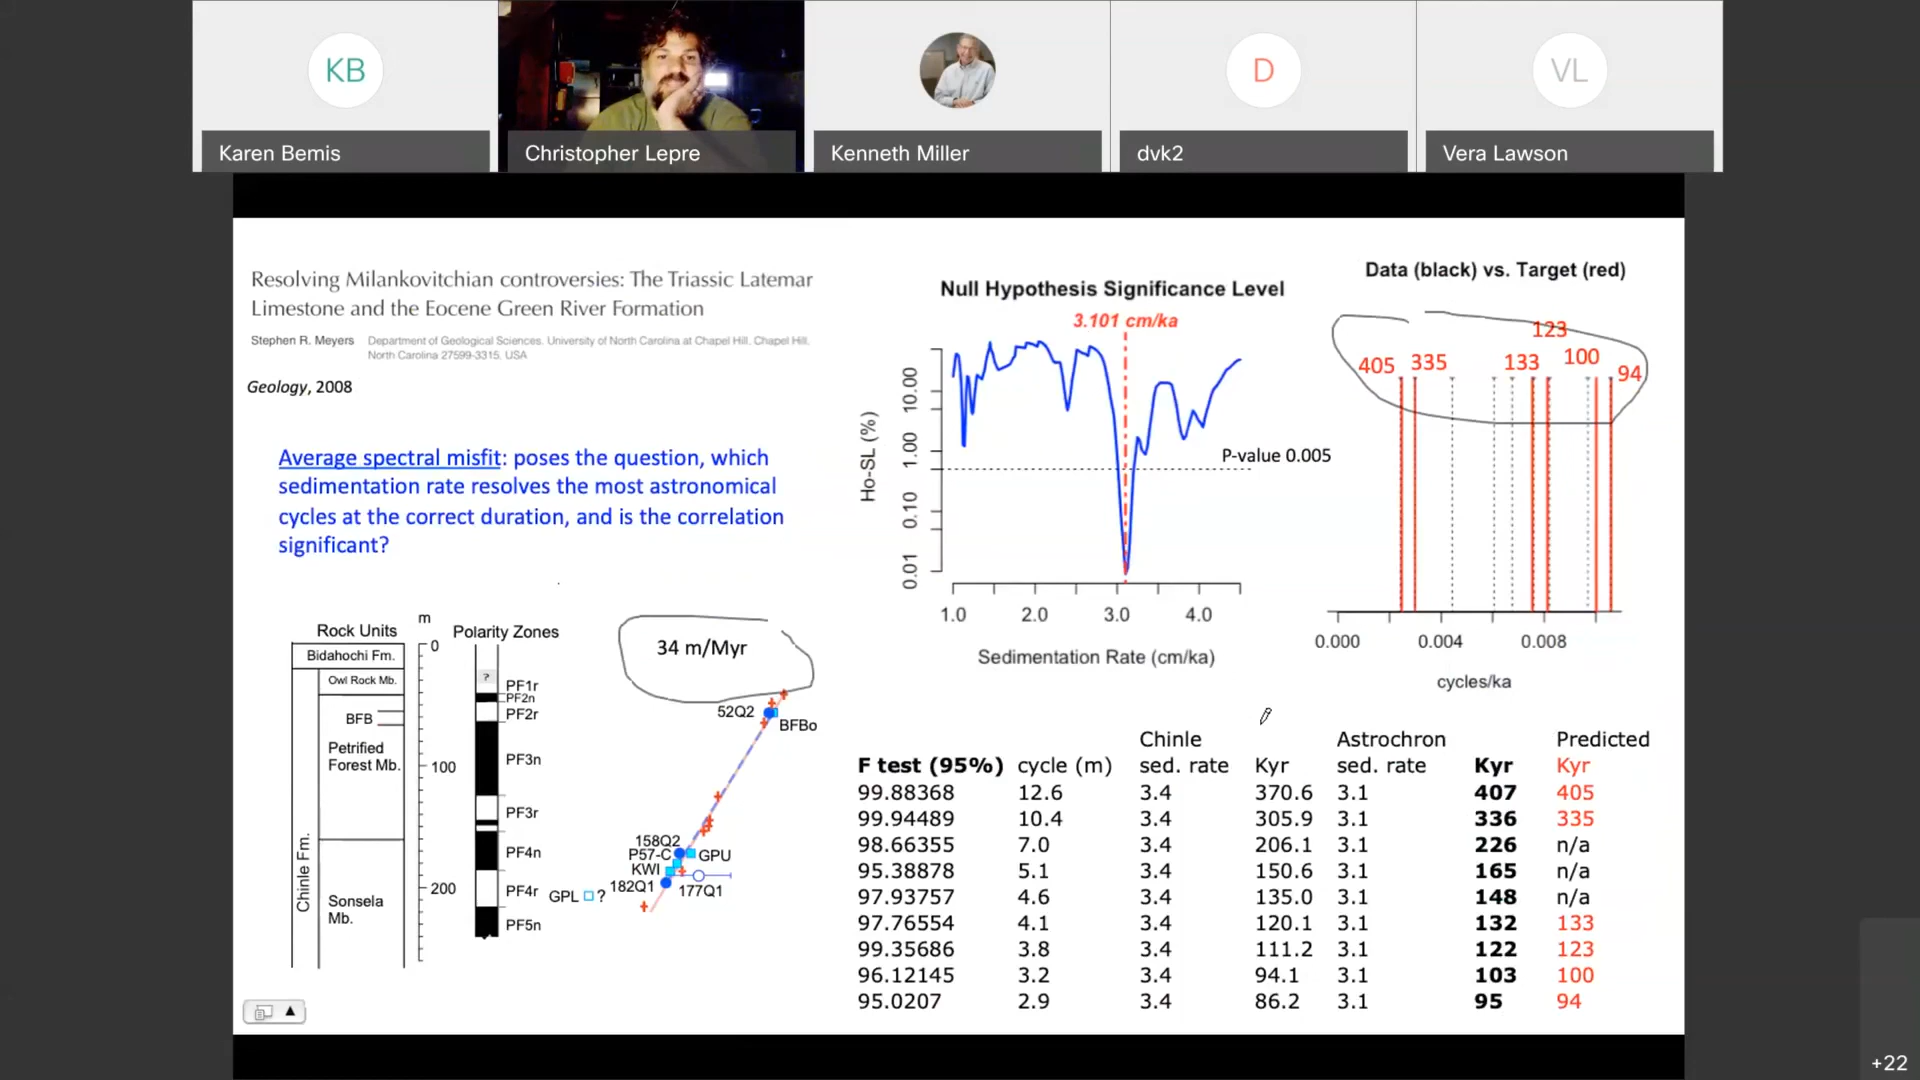 KB
D
VL
Karen Bemis
Christopher Lepre
Kenneth Miller
dvk2
Vera Lawson
Resolving Milankovitchian controversies: The Triassic Latemar
Limestone and the Eocene Green River Formation
Stephen R. Meyers Department of Geological Sciences, University of North Carolina at Chapel Hill, Chapel Hill,
North Carolina 27599-3315, USA
Geology, 2008
Average spectral misfit: poses the question, which
sedimentation rate resolves the most astronomical
cycles at the correct duration, and is the correlation
significant?
Null Hypothesis Significance Level
3.101 cm/ka
Ho-SL (%)
10.00
1.00
0.10
0.01
P-value 0.005
1.0 2.0 3.0 4.0
Sedimentation Rate (cm/ka)
Data (black) vs. Target (red)
123
405 335 133 100 94
0.000 0.004 0.008
cycles/ka
Rock Units
m
Polarity Zones
Bidahochi Fm.
Owl Rock Mb.
BFB
Petrified
Forest Mb.
Chinle Fm.
Sonsela
Mb.
0
100
200
?
PF1r
PF2n
PF2r
PF3n
PF3r
PF4n
PF4r
PF5n
34 m/Myr
52Q2
BFBo
158Q2
P57-C
GPU
KWI
182Q1
177Q1
GPL ?
Chinle Astrochron Predicted
F test (95%) cycle (m) sed. rate Kyr sed. rate Kyr Kyr
99.88368 12.6 3.4 370.6 3.1 407 405
99.94489 10.4 3.4 305.9 3.1 336 335
98.66355 7.0 3.4 206.1 3.1 226 n/a
95.38878 5.1 3.4 150.6 3.1 165 n/a
97.93757 4.6 3.4 135.0 3.1 148 n/a
97.76554 4.1 3.4 120.1 3.1 132 133
99.35686 3.8 3.4 111.2 3.1 122 123
96.12145 3.2 3.4 94.1 3.1 103 100
95.0207 2.9 3.4 86.2 3.1 95 94
+22